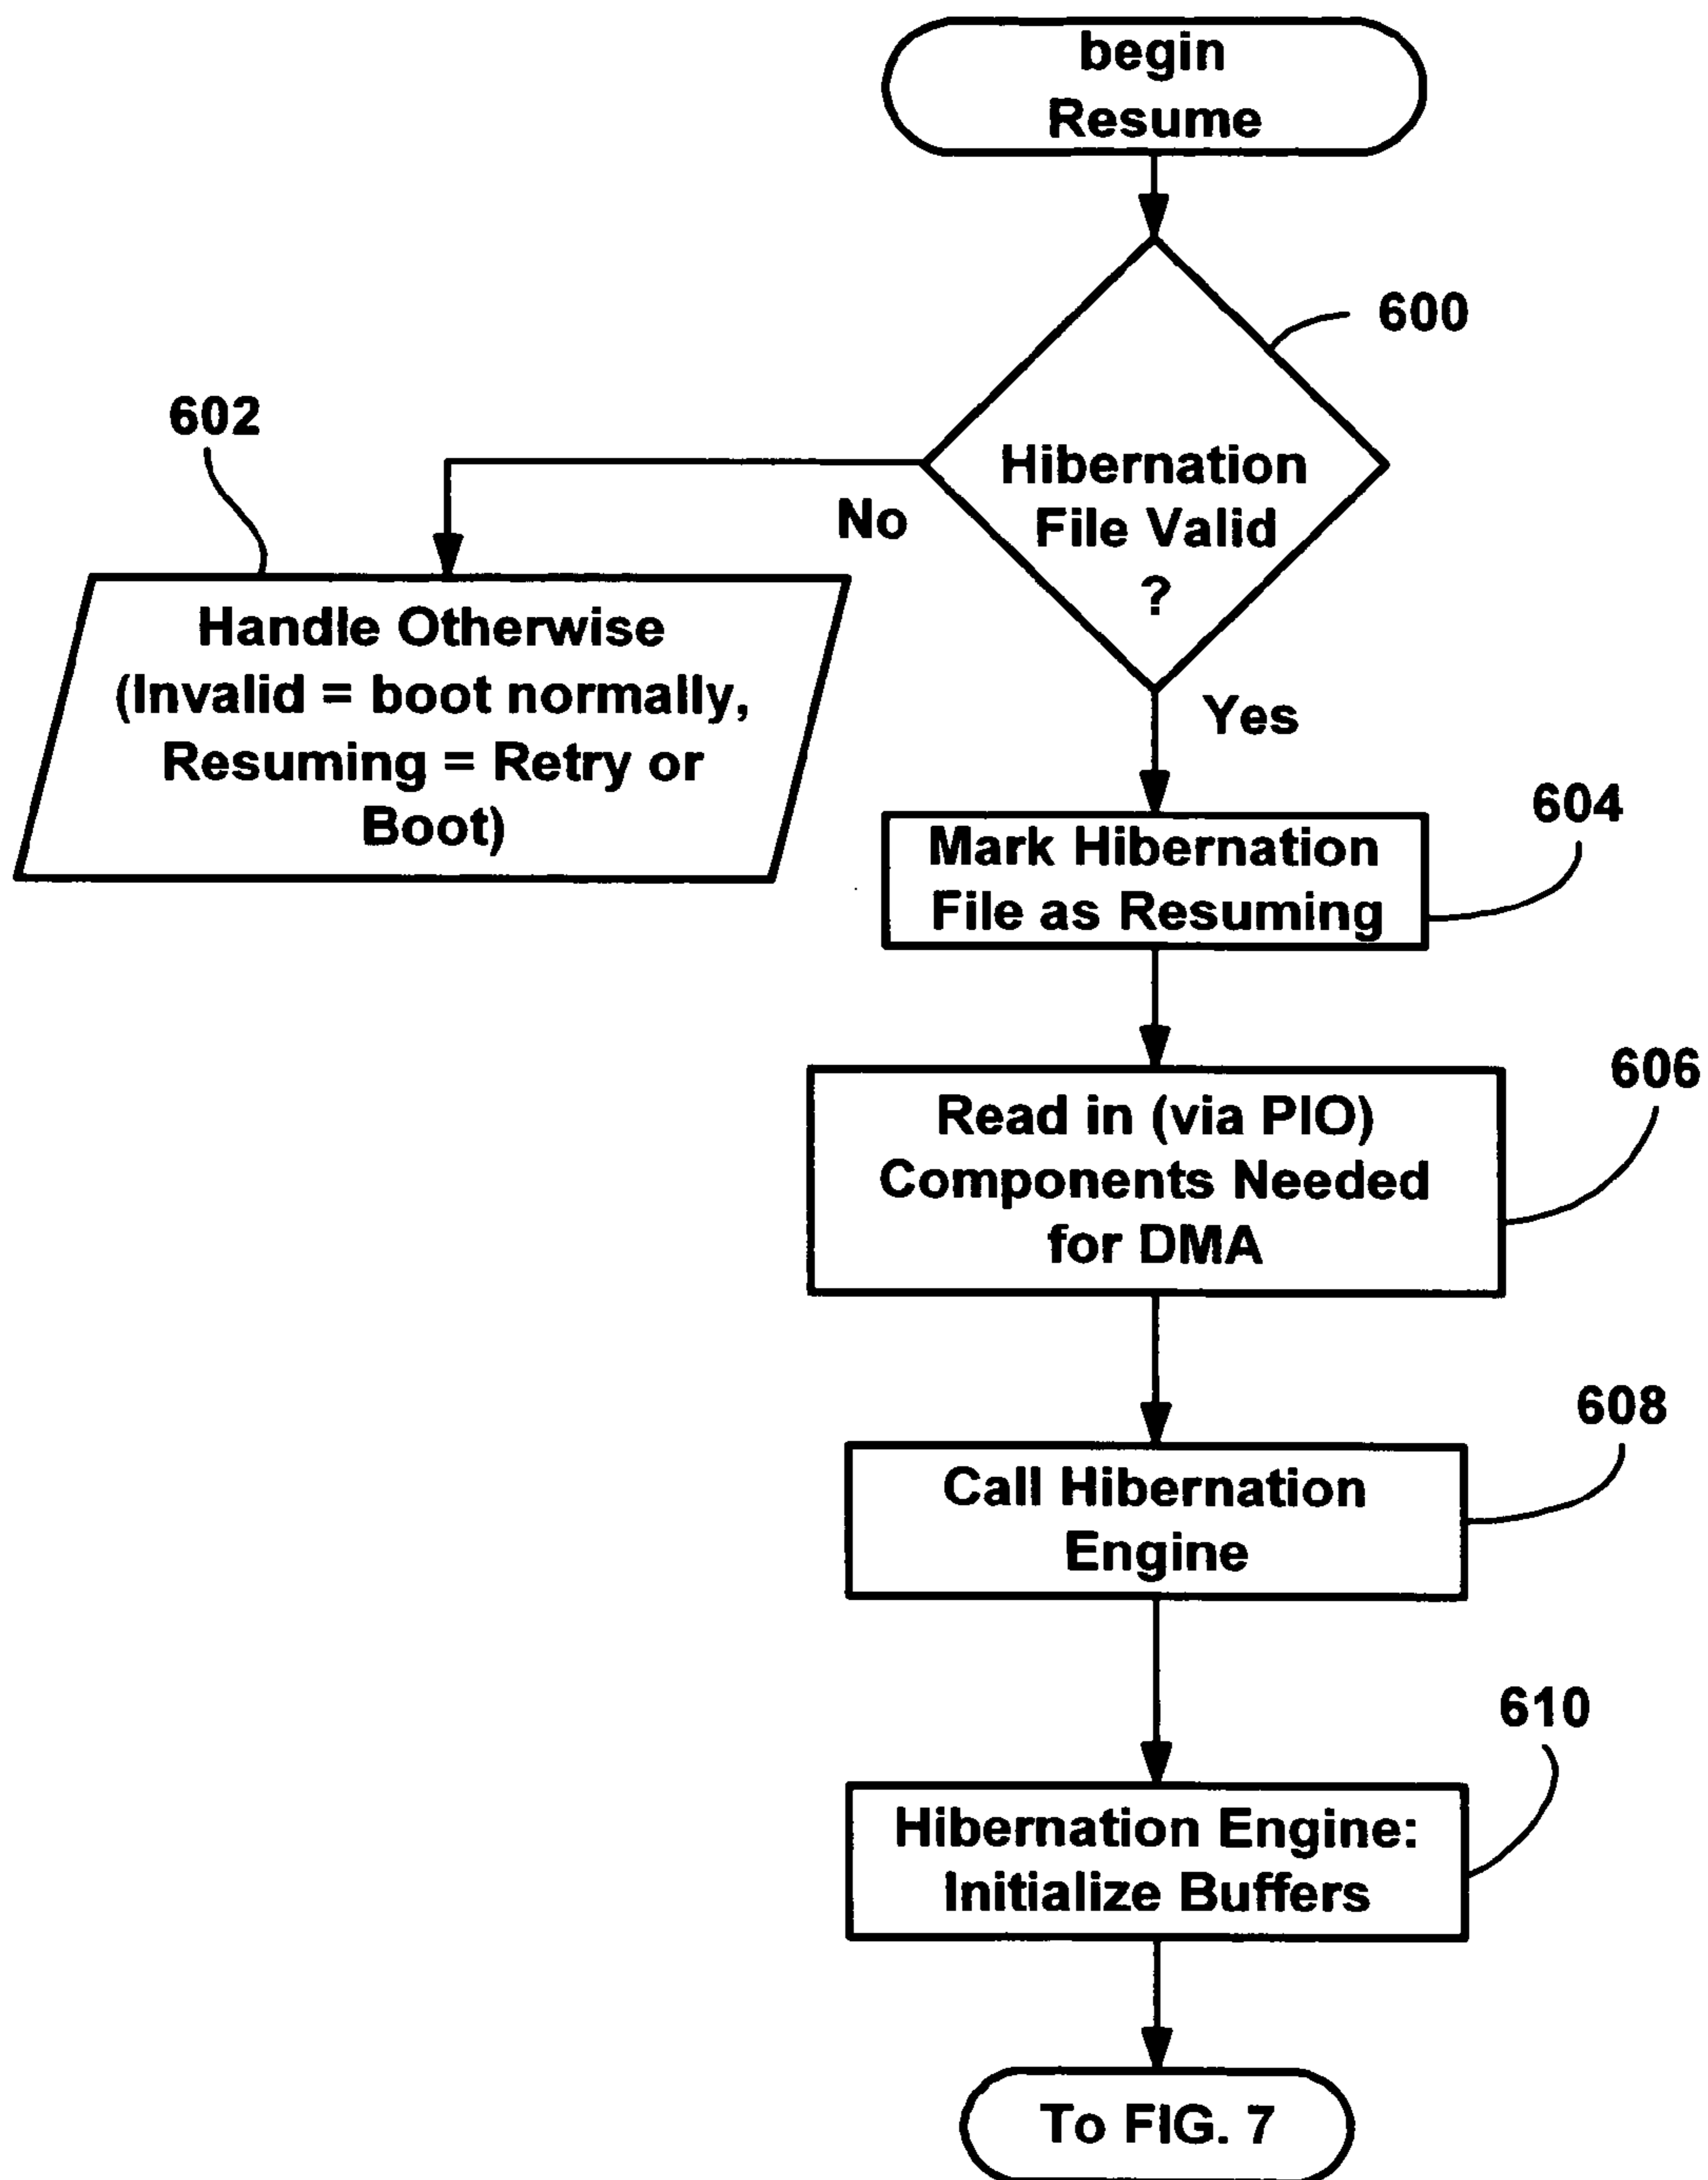 begin
Resume
600
Hibernation
File Valid
?
602
No
Handle Otherwise
(Invalid = boot normally,
Resuming = Retry or
Boot)
Yes
604
Mark Hibernation
File as Resuming
606
Read in (via PIO)
Components Needed
for DMA
608
Call Hibernation
Engine
610
Hibernation Engine:
Initialize Buffers
To FIG. 7